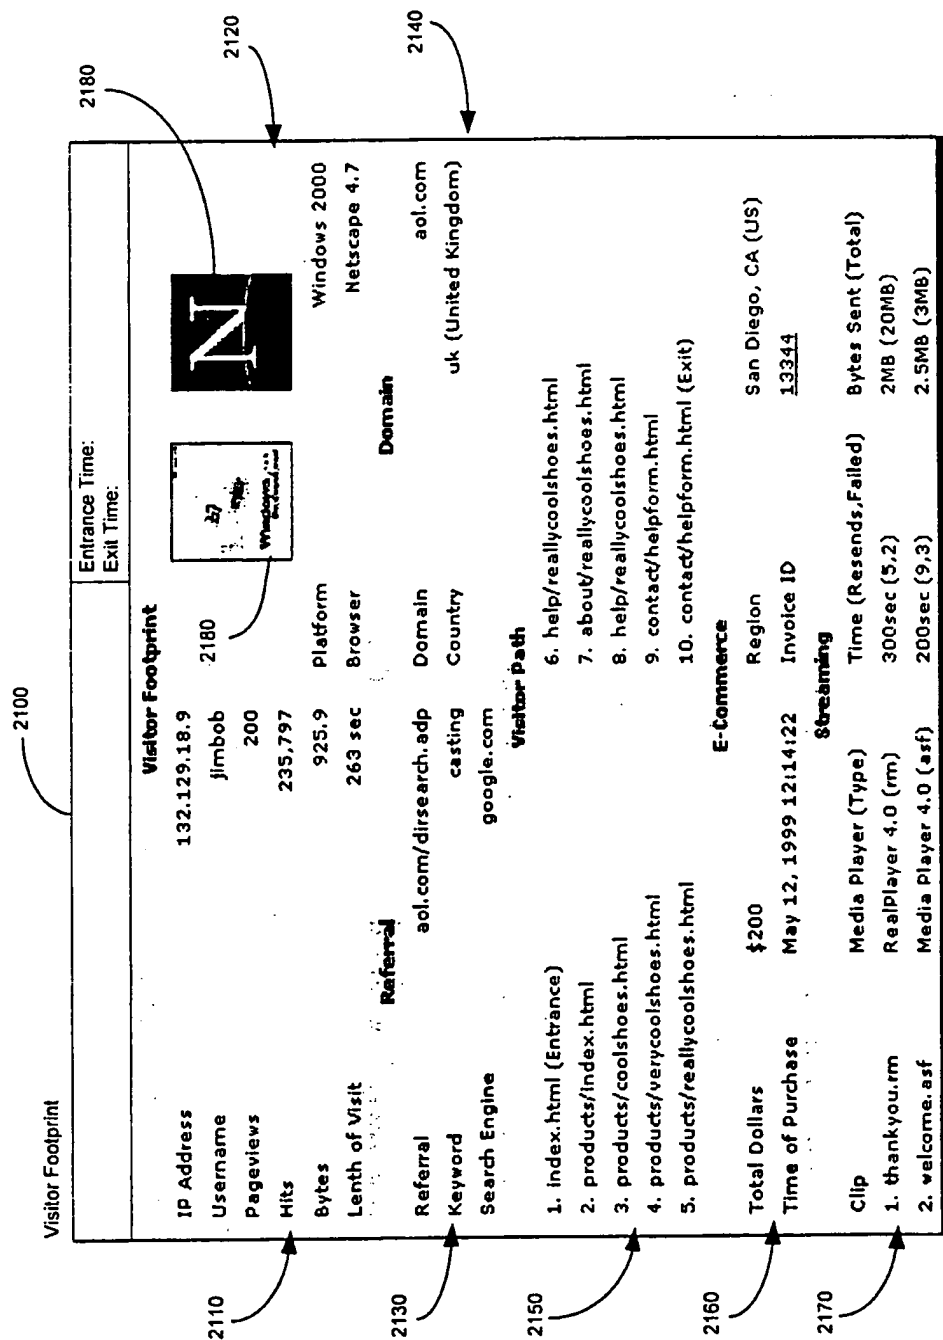 2100
Visitor Footprint
Entrance Time:
Exit Time:
2180
2120
2140
Visitor Footprint
IP Address 132.129.18.9
Username jimbob 2180
Pageviews 200
Hits 235,797
Bytes 925.9 Platform Windows 2000
Lenth of Visit 263 sec Browser Netscape 4.7
N
Windows
2110
Referral Domain
Referral aol.com/dirsearch.adp Domain aol.com
Keyword casting Country uk (United Kingdom)
Search Engine google.com
2130
Visitor Path
1. index.html (Entrance) 6. help/reallycoolshoes.html
2. products/index.html 7. about/reallycoolshoes.html
3. products/coolshoes.html 8. help/reallycoolshoes.html
4. products/verycoolshoes.html 9. contact/helpform.html
5. products/reallycoolshoes.html 10. contact/helpform.html (Exit)
2150
E-Commerce
Total Dollars $200 Region San Diego, CA (US)
Time of Purchase May 12, 1999 12:14:22 Invoice ID 13344
2160
Streaming
Clip Media Player (Type) Time (Resends,Failed) Bytes Sent (Total)
1. thankyou.rm RealPlayer 4.0 (rm) 300sec (5,2) 2MB (20MB)
2. welcome.asf Media Player 4.0 (asf) 200sec (9,3) 2.5MB (3MB)
2170